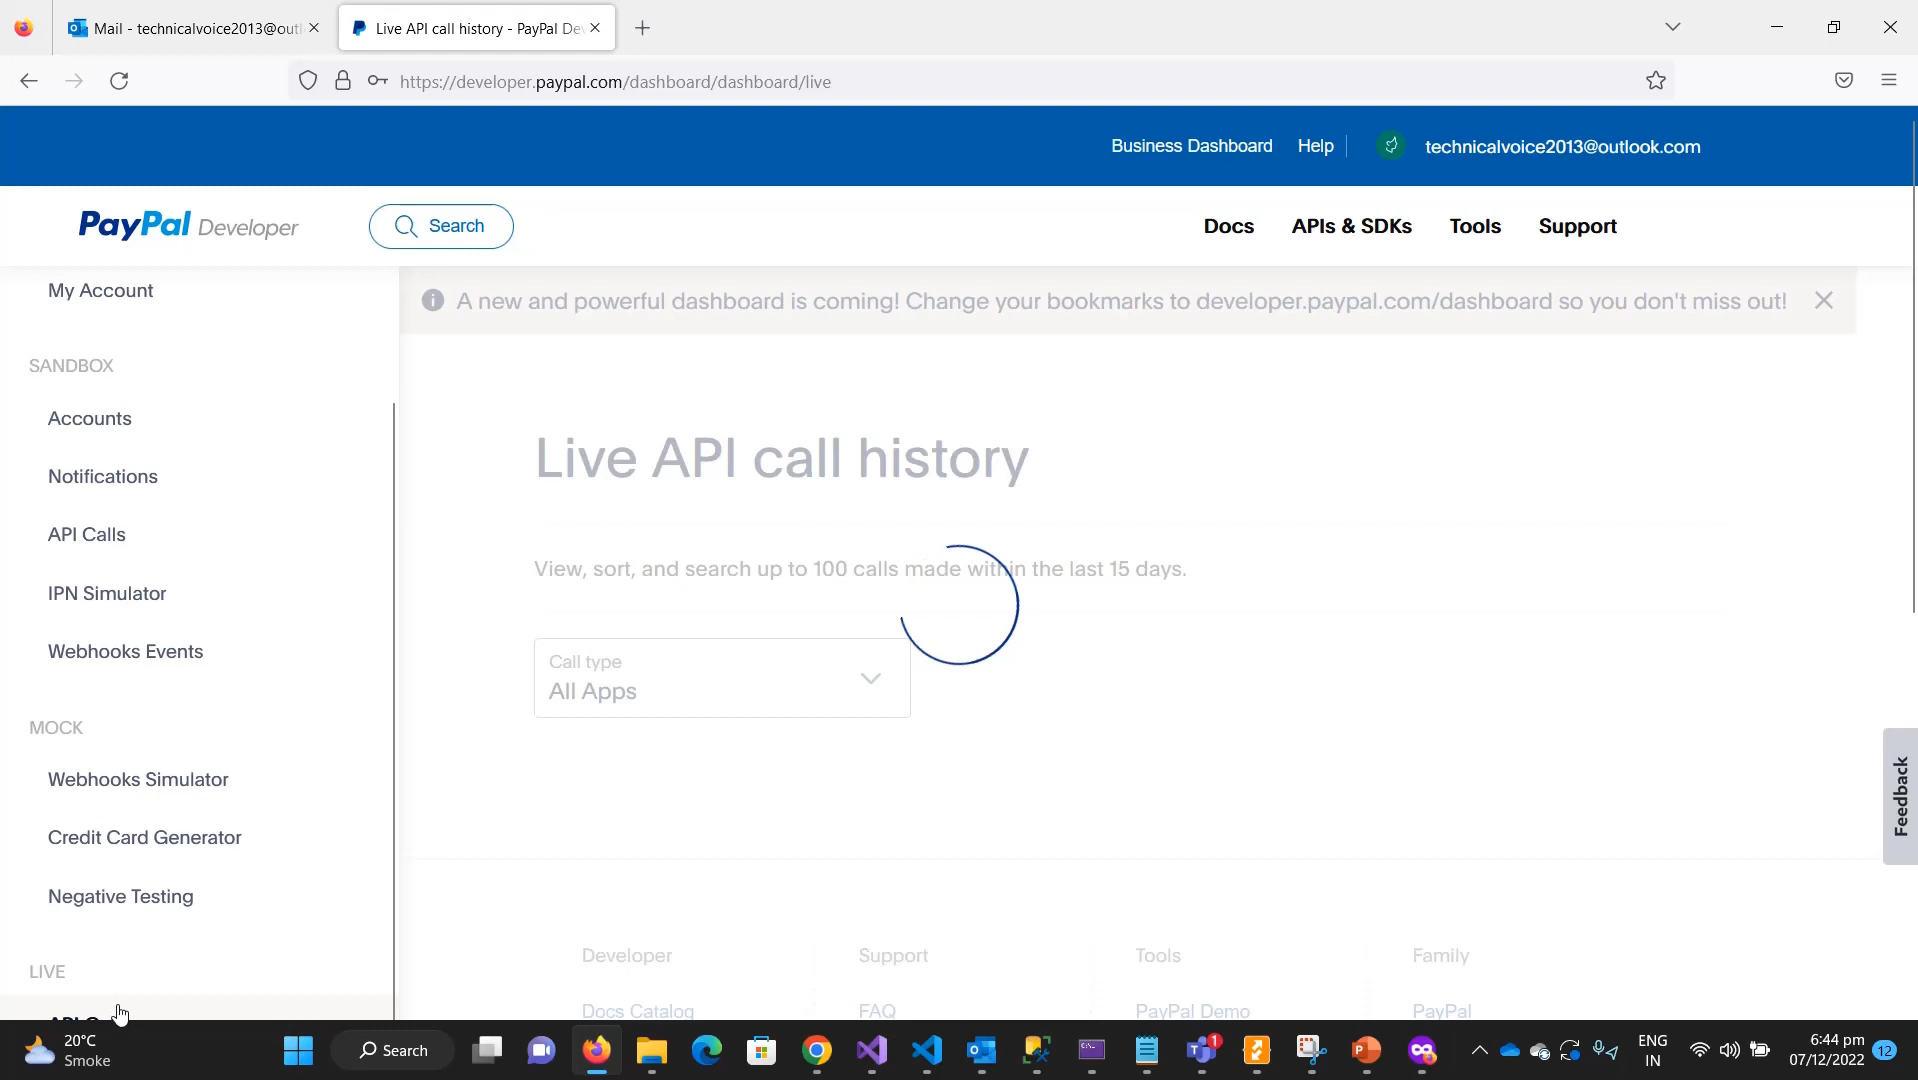 Mail - technicalvoice2013@outl
Live API call history - PayPal De
https://developer.paypal.com/dashboard/dashboard/live
Business Dashboard
Help
technicalvoice2013@outlook.com
PayPal Developer
Search
Docs
APIs & SDKs
Tools
Support
My Account
A new and powerful dashboard is coming! Change your bookmarks to developer.paypal.com/dashboard so you don't miss out!
SANDBOX
Accounts
Notifications
API Calls
IPN Simulator
Webhooks Events
MOCK
Webhooks Simulator
Credit Card Generator
Negative Testing
LIVE
Live API call history
View, sort, and search up to 100 calls made within the last 15 days.
Call type
All Apps
Feedback
Developer
Support
Tools
Family
Docs Catalog
FAQ
PayPal Demo
PayPal
20°C
Smoke
Search
1
ENG
IN
6:44 pm
07/12/2022
12